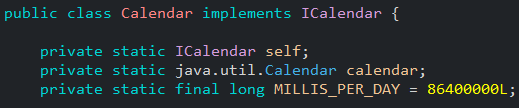 public class Calendar implements ICalendar {
private static ICalendar self;
private static java.util.Calendar calendar;
private static final long MILLIS_PER_DAY = 86400000L;